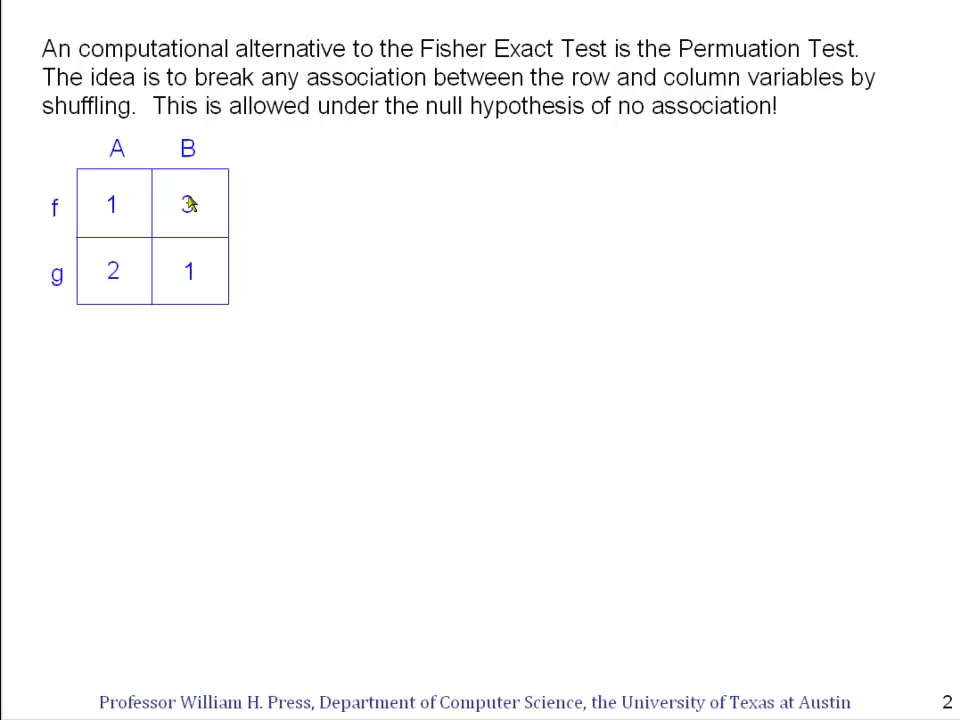 An computational alternative to the Fisher Exact Test is the Permuation Test.
The idea is to break any association between the row and column variables by
shuffling. This is allowed under the null hypothesis of no association!
A B
f 1 3
g 2 1
Professor William H. Press, Department of Computer Science, the University of Texas at Austin 2